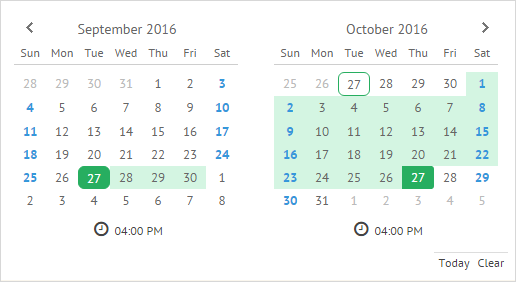 September 2016
Sun Mon Tue Wed Thu Fri Sat
28 29 30 31 1 2 3
4 5 6 7 8 9 10
11 12 13 14 15 16 17
18 19 20 21 22 23 24
25 26 27 28 29 30 1
2 3 4 5 6 7 8
04:00 PM
October 2016
Sun Mon Tue Wed Thu Fri Sat
25 26 27 28 29 30 1
2 3 4 5 6 7 8
9 10 11 12 13 14 15
16 17 18 19 20 21 22
23 24 25 26 27 28 29
30 31 1 2 3 4 5
04:00 PM
Today Clear